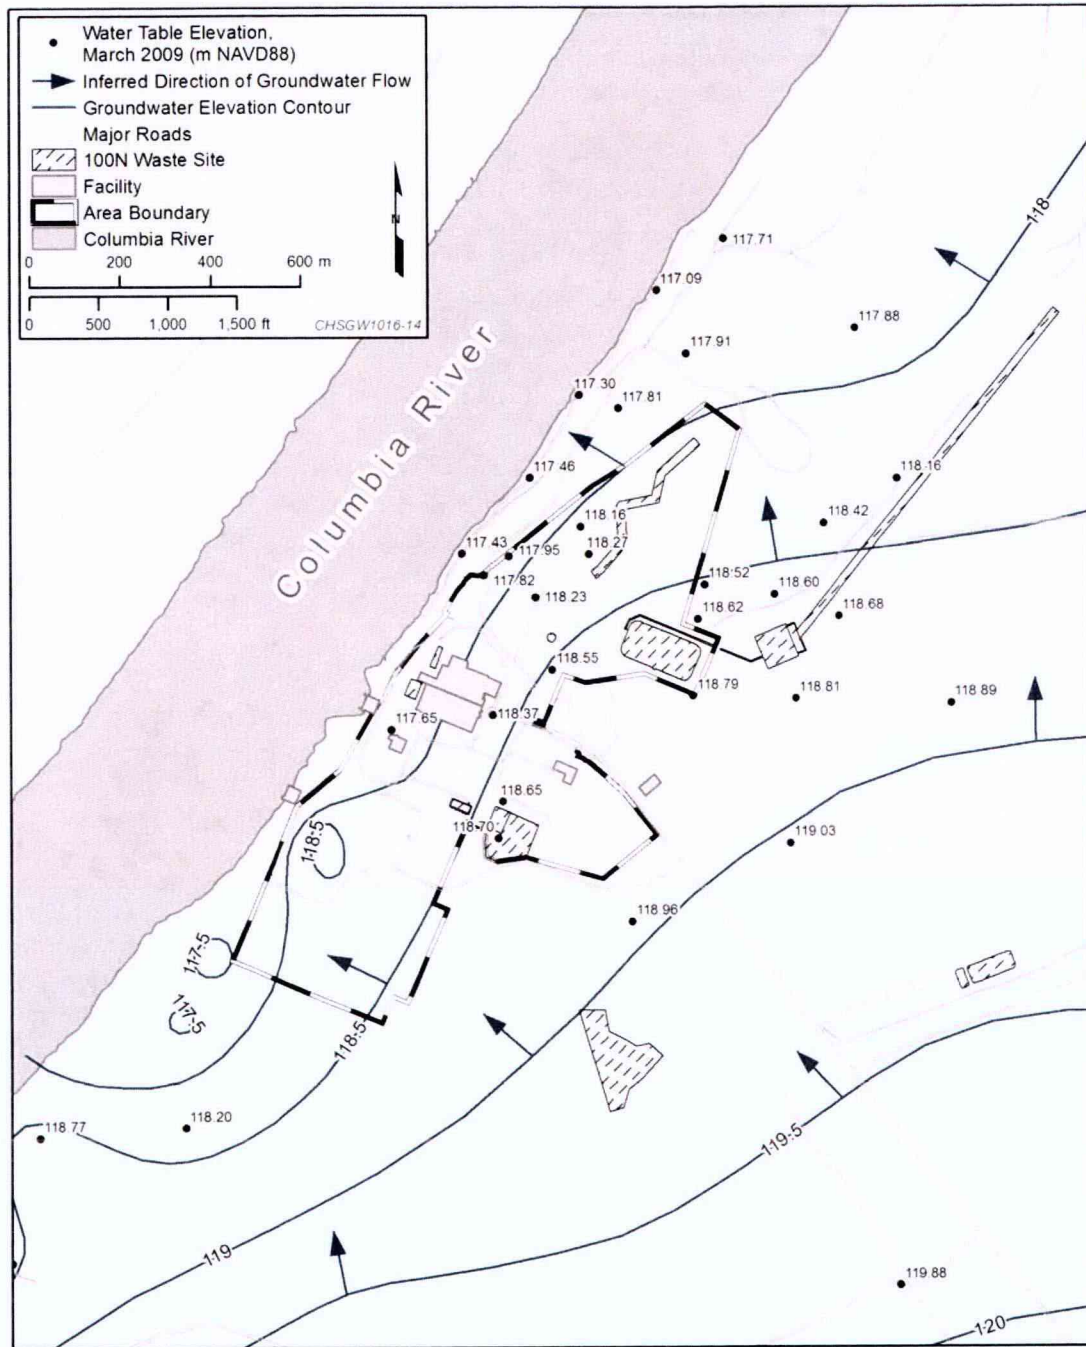 Water Table Elevation,
March 2009 (m NAVD88)
Inferred Direction of Groundwater Flow
Groundwater Elevation Contour
Major Roads
100N Waste Site
Facility
Area Boundary
Columbia River
N
0 200 400 600 m
0 500 1,000 1,500 ft
CHSGW1016-14
Columbia River
118
117.71
117.09
117.88
117.91
117.30
117.81
117.46
118.16
118.16
118.42
117.43
117.95
118.27
117.82
118.52
118.60
118.23
118.62
118.68
118.55
118.79
118.81
118.89
118.37
117.65
118.65
118.70
118.5
119.03
118.96
117.5
117.5
118.5
118.20
118.77
119.5
119
119.88
120